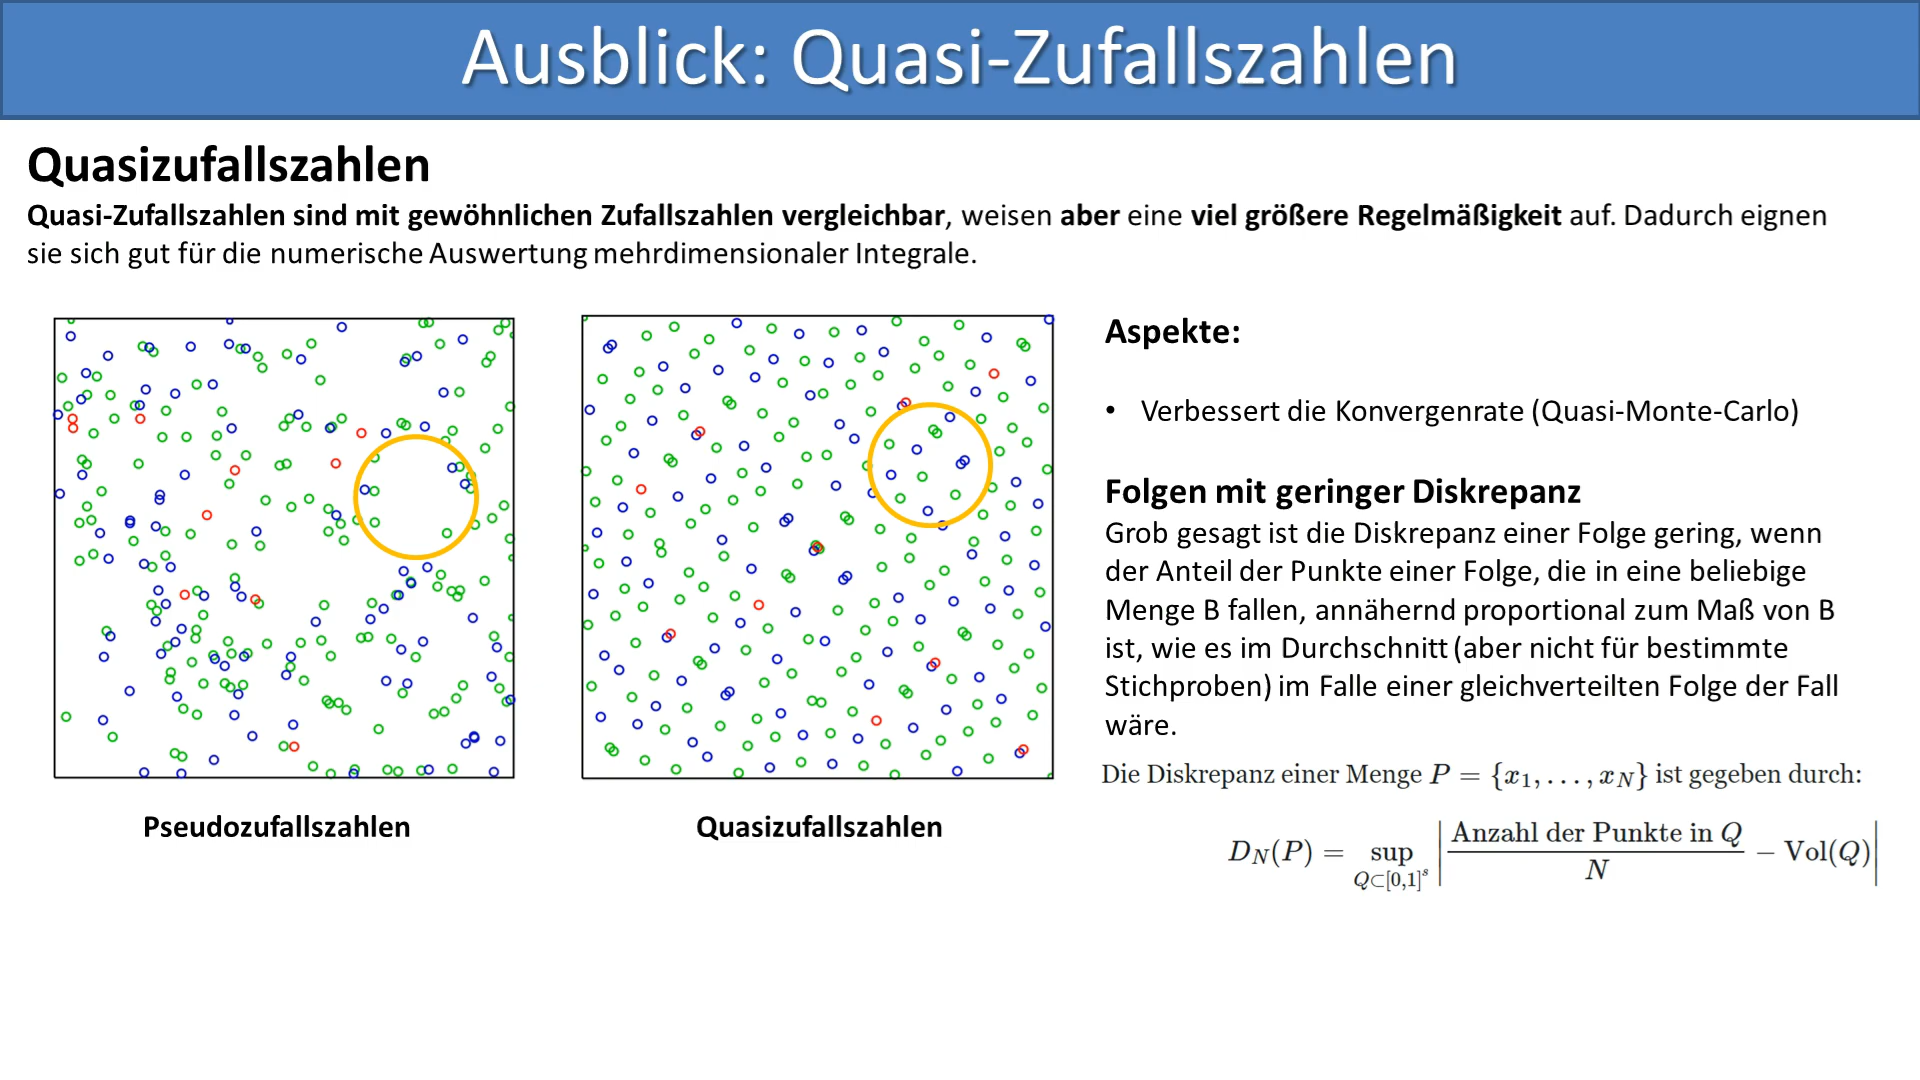 Ausblick: Quasi-Zufallszahlen
Quasizufallszahlen
Quasi-Zufallszahlen sind mit gewöhnlichen Zufallszahlen vergleichbar, weisen aber eine viel größere Regelmäßigkeit auf. Dadurch eignen
sie sich gut für die numerische Auswertung mehrdimensionaler Integrale.
Pseudozufallszahlen
Quasizufallszahlen
Aspekte:
• Verbessert die Konvergenrate (Quasi-Monte-Carlo)
Folgen mit geringer Diskrepanz
Grob gesagt ist die Diskrepanz einer Folge gering, wenn
der Anteil der Punkte einer Folge, die in eine beliebige
Menge B fallen, annähernd proportional zum Maß von B
ist, wie es im Durchschnitt (aber nicht für bestimmte
Stichproben) im Falle einer gleichverteilten Folge der Fall
wäre.
Die Diskrepanz einer Menge P = {x_1, . . . , x_N} ist gegeben durch:
D_N(P) = sup_{Q⊂[0,1]^s} | Anzahl der Punkte in Q / N − Vol(Q) |